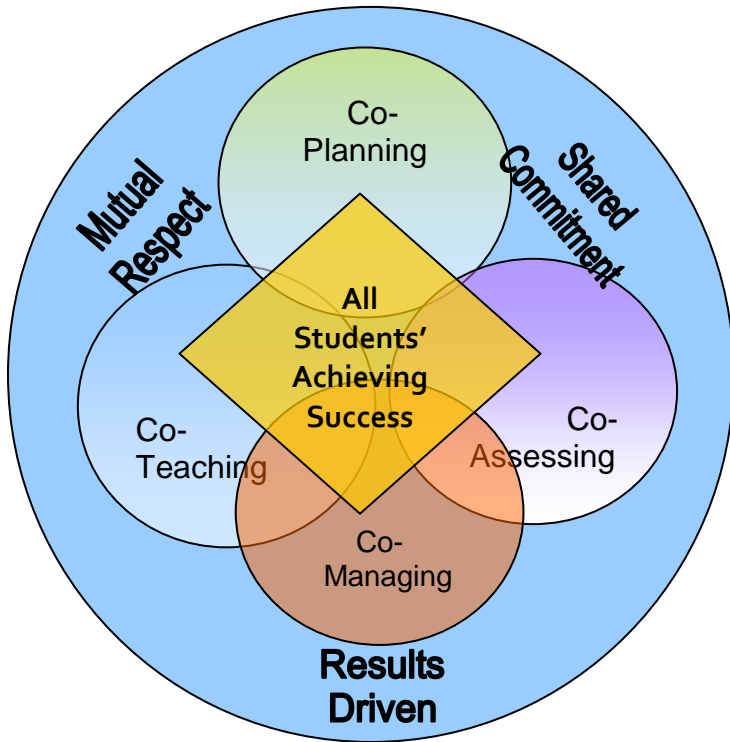 Co-
Planning
Mutual
Respect
Shared
Commitment
All
Students’
Achieving
Success
Co-
Teaching
Co-
Assessing
Co-
Managing
Results
Driven